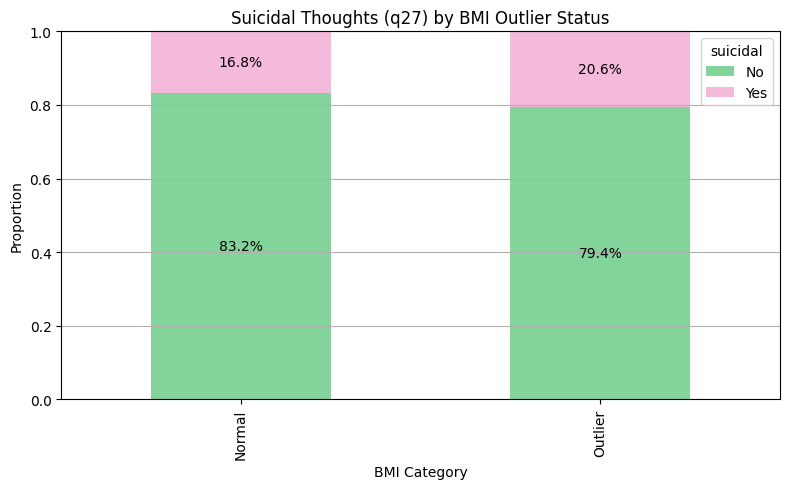 Suicidal Thoughts (q27) by BMI Outlier Status
1.0
0.8
0.6
0.4
0.2
0.0
Proportion
16.8%
83.2%
20.6%
79.4%
suicidal
No
Yes
Normal
Outlier
BMI Category